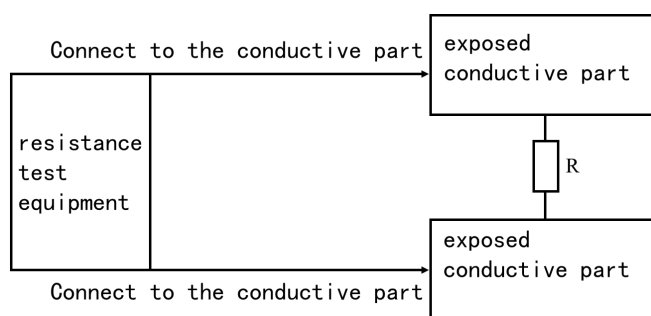 Connect to the conductive part
exposed
conductive part
resistance
test
equipment
R
exposed
conductive part
Connect to the conductive part